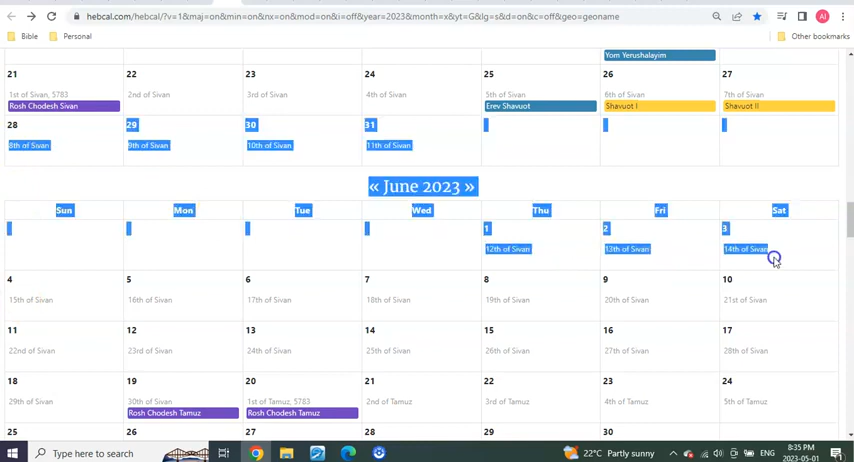 hebcal.com/hebcal/?v=1&maj=on&min=on&nx=on&mod=on&i=off&year=2023&month=x&yt=G&lg=s&d=on&c=off&geo=geoname
AI
Bible Personal Other bookmarks
Yom Yerushalayim
21 22 23 24 25 26 27
1st of Sivan, 5783 2nd of Sivan 3rd of Sivan 4th of Sivan 5th of Sivan 6th of Sivan 7th of Sivan
Rosh Chodesh Sivan Erev Shavuot Shavuot I Shavuot II
28 29 30 31
8th of Sivan 9th of Sivan 10th of Sivan 11th of Sivan
« June 2023 »
Sun Mon Tue Wed Thu Fri Sat
1 2 3
12th of Sivan 13th of Sivan 14th of Sivan
4 5 6 7 8 9 10
15th of Sivan 16th of Sivan 17th of Sivan 18th of Sivan 19th of Sivan 20th of Sivan 21st of Sivan
11 12 13 14 15 16 17
22nd of Sivan 23rd of Sivan 24th of Sivan 25th of Sivan 26th of Sivan 27th of Sivan 28th of Sivan
18 19 20 21 22 23 24
29th of Sivan 30th of Sivan 1st of Tamuz, 5783 2nd of Tamuz 3rd of Tamuz 4th of Tamuz 5th of Tamuz
Rosh Chodesh Tamuz Rosh Chodesh Tamuz
25 26 27 28 29 30
Type here to search 22°C Partly sunny ENG 8:35 PM
2023-05-01